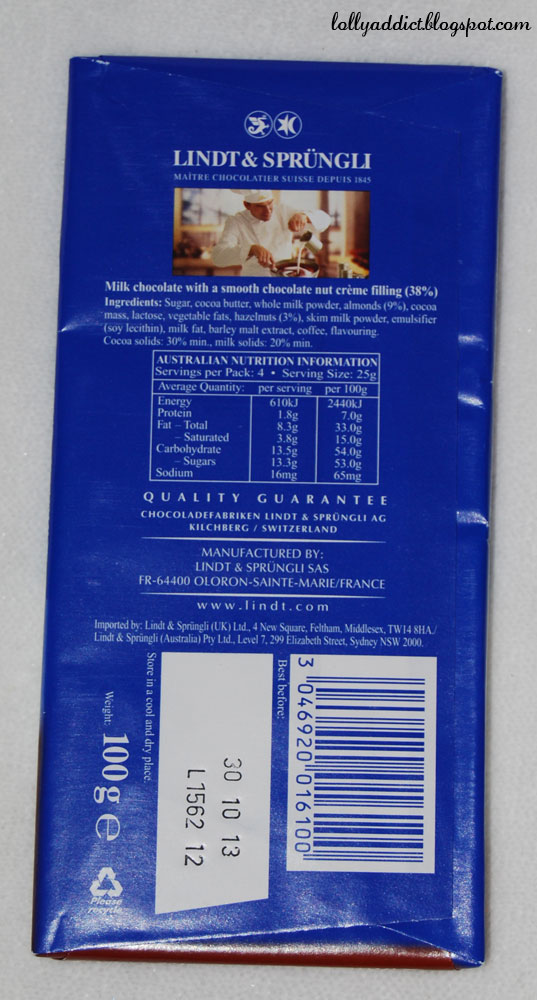 lollyaddict.blogspot.com
LINDT & SPRÜNGLI
MAÎTRE CHOCOLATIER SUISSE DEPUIS 1845
Milk chocolate with a smooth chocolate nut crème filling (38%)
Ingredients: Sugar, cocoa butter, whole milk powder, almonds (9%), cocoa
mass, lactose, vegetable fats, hazelnuts (3%), skim milk powder, emulsifier
(soy lecithin), milk fat, barley malt extract, coffee, flavouring.
Cocoa solids: 30% min., milk solids: 20% min.
AUSTRALIAN NUTRITION INFORMATION
Servings per Pack: 4 • Serving Size: 25g
Average Quantity: per serving per 100g
Energy 610kJ 2440kJ
Protein 1.8g 7.0g
Fat – Total 8.3g 33.0g
– Saturated 3.8g 15.0g
Carbohydrate 13.5g 54.0g
– Sugars 13.3g 53.0g
Sodium 16mg 65mg
QUALITY GUARANTEE
CHOCOLADEFABRIKEN LINDT & SPRÜNGLI AG
KILCHBERG / SWITZERLAND
MANUFACTURED BY:
LINDT & SPRÜNGLI SAS
FR-64400 OLORON-SAINTE-MARIE/FRANCE
www.lindt.com
Imported by: Lindt & Sprüngli (UK) Ltd., 4 New Square, Feltham, Middlesex, TW14 8HA./
Lindt & Sprüngli (Australia) Pty Ltd., Level 7, 299 Elizabeth Street, Sydney NSW 2000.
3 046920 016100
Best before:
30 10 13
L1562 12
Store in a cool and dry place.
Weight: 100g e
Please
recycle